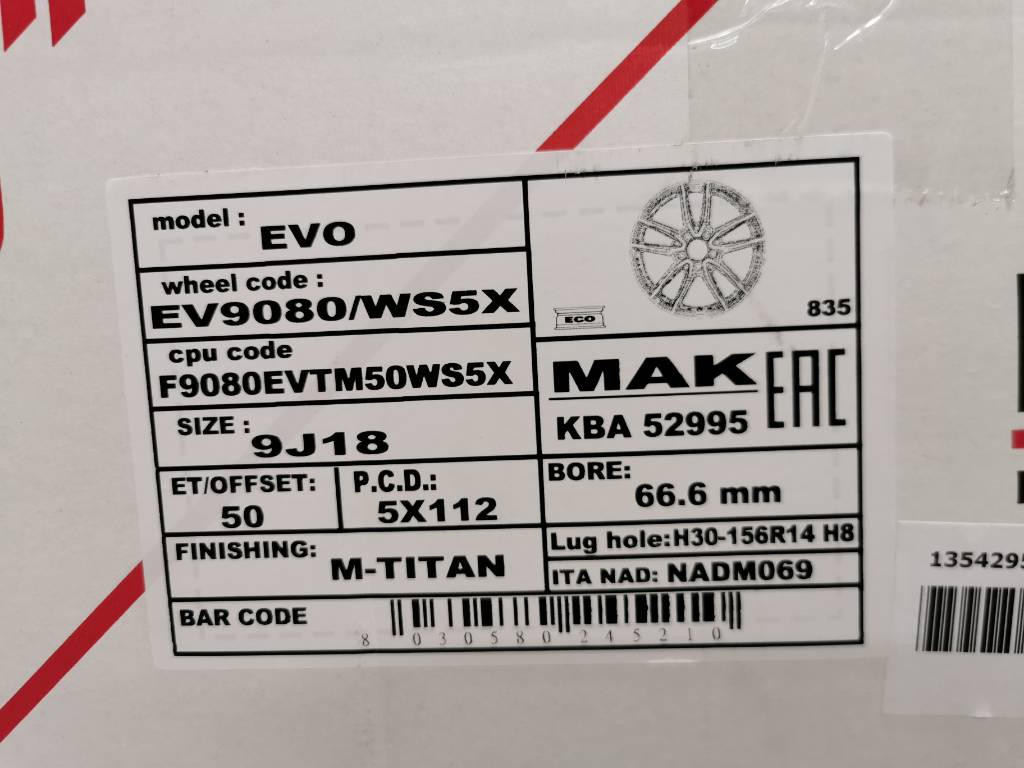 model :
EVO
wheel code :
EV9080/WS5X
cpu code
F9080EVTM50WS5X
SIZE :
9J18
ET/OFFSET:
50
P.C.D.:
5X112
FINISHING:
M-TITAN
BAR CODE
8 030580 245210
ECO
835
MAK
EAC
KBA 52995
BORE:
66.6 mm
Lug hole:H30-156R14 H8
ITA NAD: NADM069